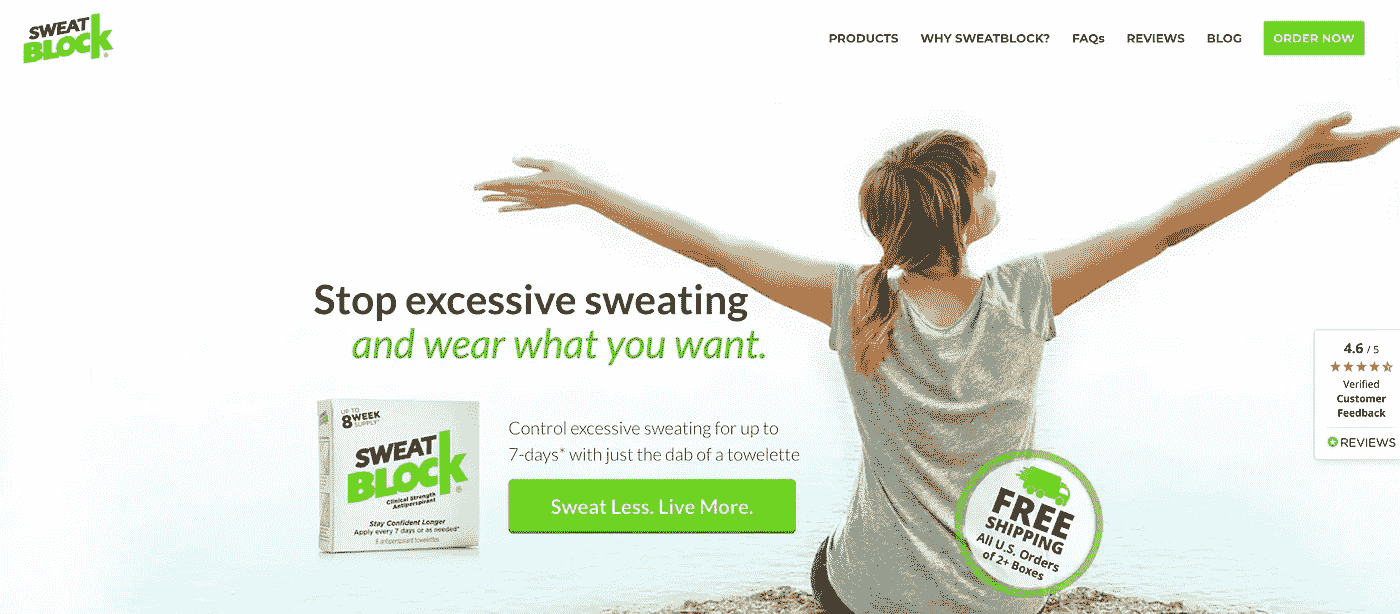 SWEAT
BLOCK
PRODUCTS
WHY SWEATBLOCK?
FAQs
REVIEWS
BLOG
ORDER NOW
Stop excessive sweating
and wear what you want.
UP TO
8 WEEK
SUPPLY*
SWEAT
BLOCK
Clinical Strength
Antiperspirant
Stay Confident Longer
Apply every 7 days or as needed*
8 antiperspirant towelettes
Control excessive sweating for up to
7-days* with just the dab of a towelette
Sweat Less. Live More.
FREE
SHIPPING
All U.S. Orders
of 2+ Boxes
4.6 / 5
Verified
Customer
Feedback
REVIEWS